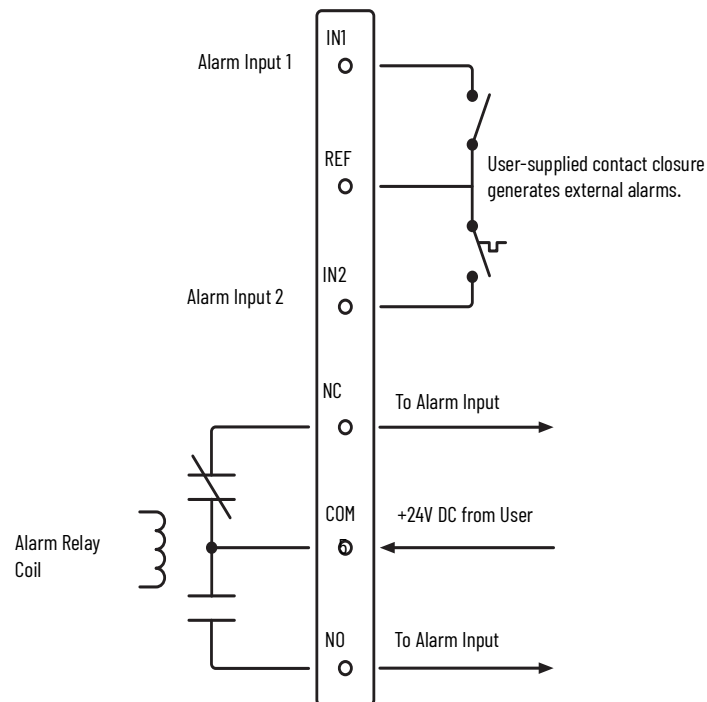 IN1
Alarm Input 1
REF
User-supplied contact closure
generates external alarms.
IN2
Alarm Input 2
NC
To Alarm Input
COM
+24V DC from User
Alarm Relay
Coil
NO
To Alarm Input